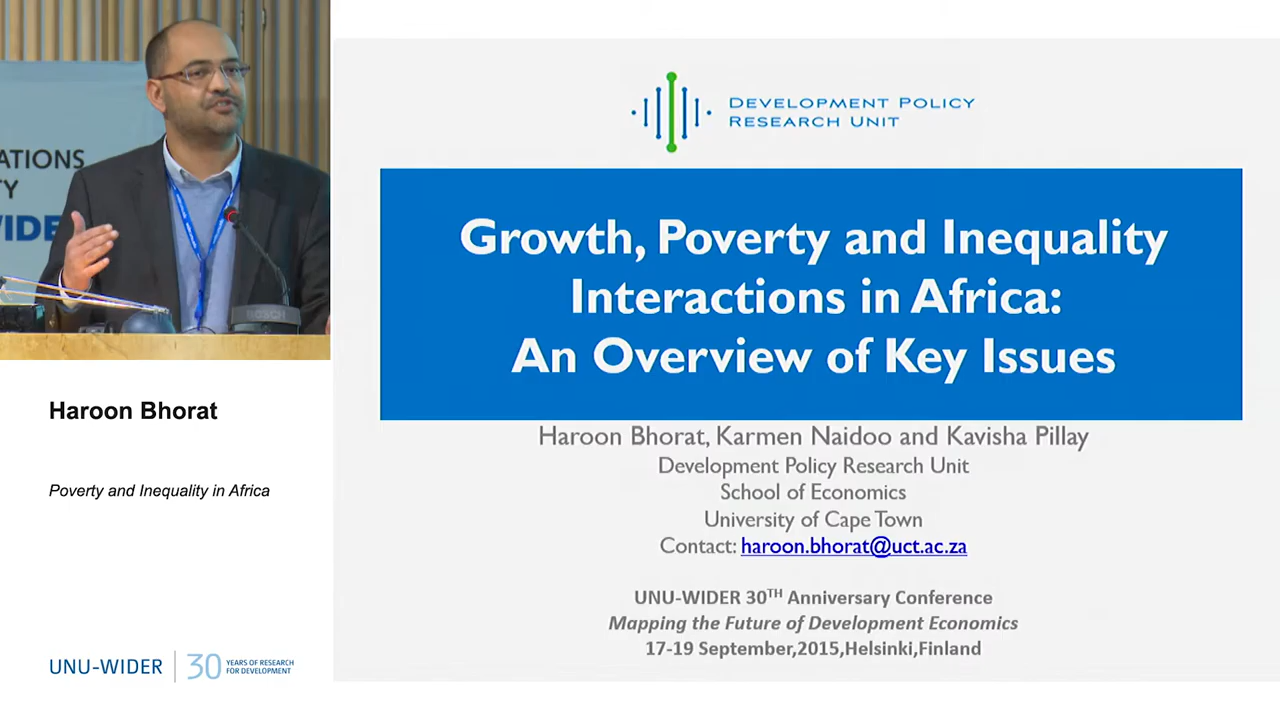 ATIONS
TY
WIDE
BOSCH
Haroon Bhorat
Poverty and Inequality in Africa
UNU-WIDER
30 YEARS OF RESEARCH
FOR DEVELOPMENT
DEVELOPMENT POLICY
RESEARCH UNIT
Growth, Poverty and Inequality
Interactions in Africa:
An Overview of Key Issues
Haroon Bhorat, Karmen Naidoo and Kavisha Pillay
Development Policy Research Unit
School of Economics
University of Cape Town
Contact: haroon.bhorat@uct.ac.za
UNU-WIDER 30TH Anniversary Conference
Mapping the Future of Development Economics
17-19 September,2015,Helsinki,Finland